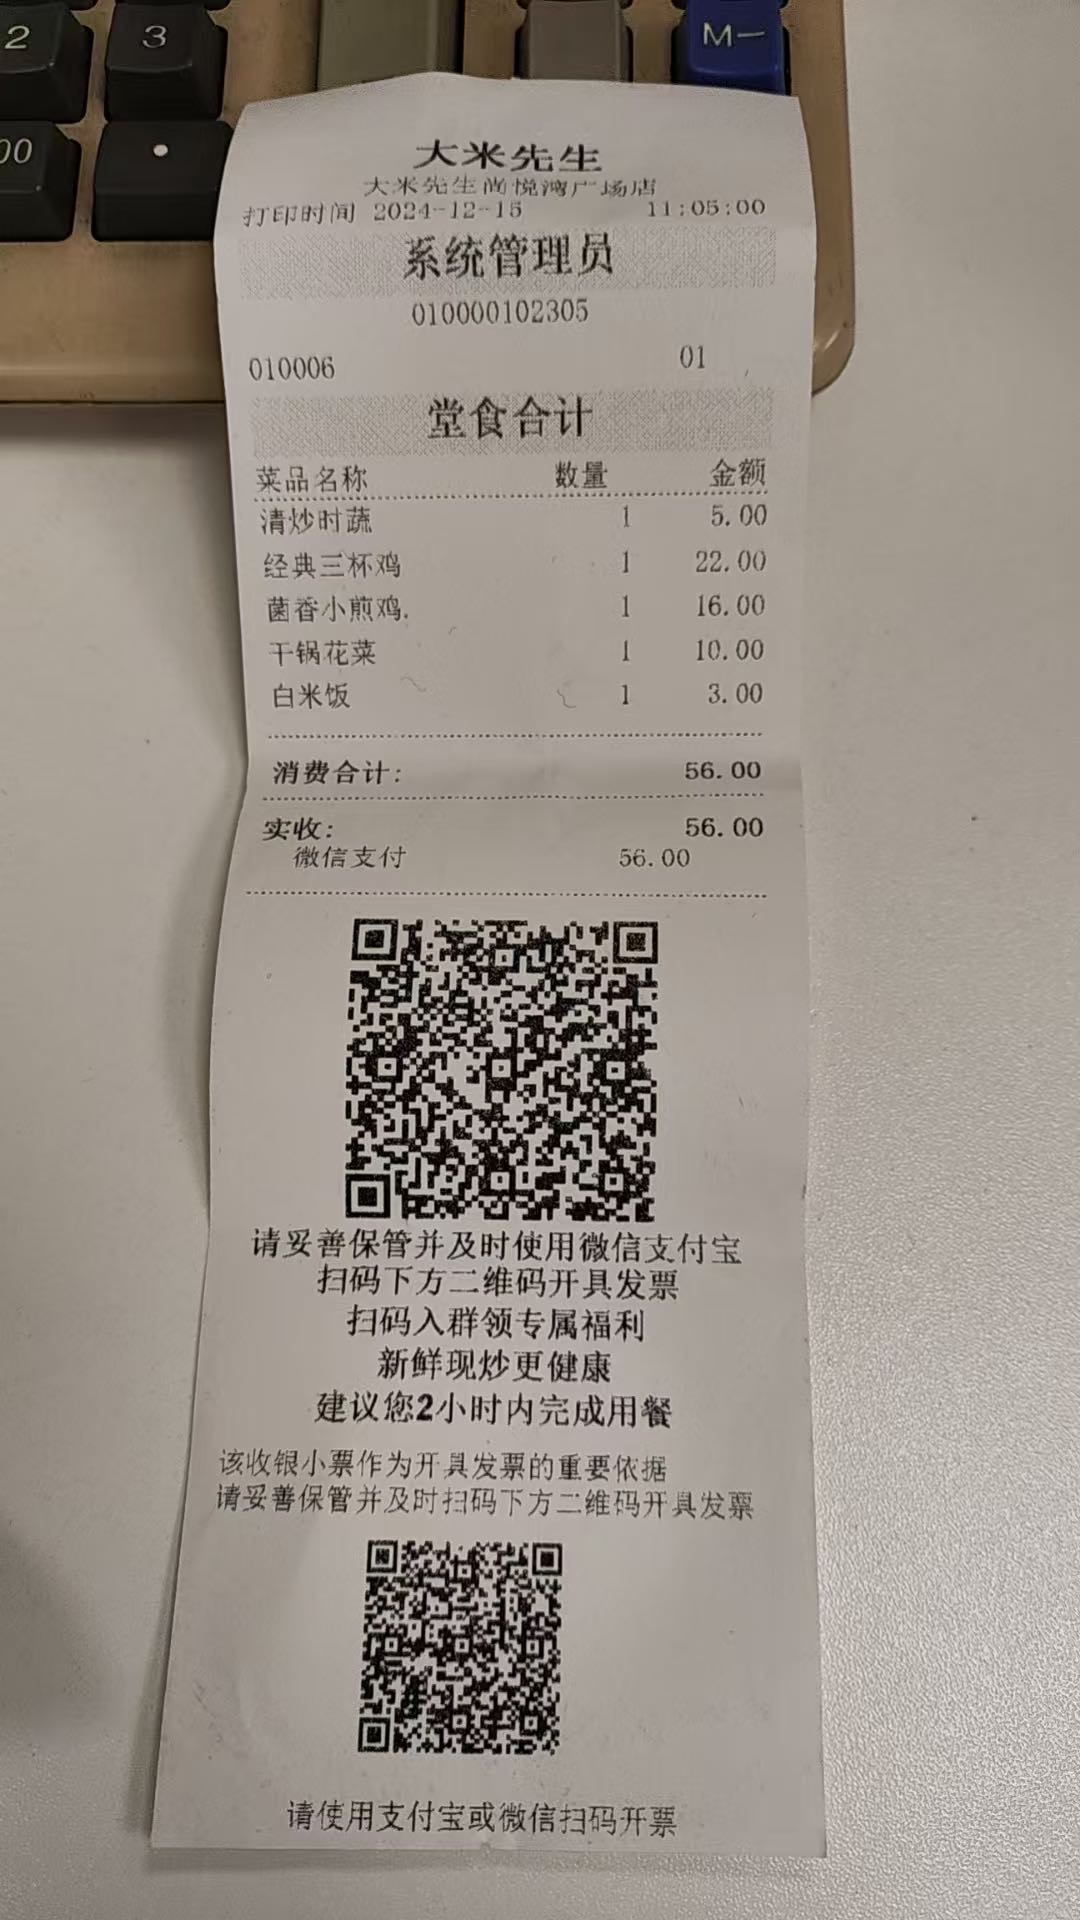 2 3 M−
00 .
大米先生
大米先生尚悦湾广场店
打印时间 2024-12-15 11:05:00
系统管理员
010000102305
010006 01
堂食合计
菜品名称 数量 金额
清炒时蔬 1 5.00
经典三杯鸡 1 22.00
菌香小煎鸡. 1 16.00
干锅花菜 1 10.00
白米饭 1 3.00
消费合计: 56.00
实收: 56.00
微信支付 56.00
请妥善保管并及时使用微信支付宝
扫码下方二维码开具发票
扫码入群领专属福利
新鲜现炒更健康
建议您2小时内完成用餐
该收银小票作为开具发票的重要依据
请妥善保管并及时扫码下方二维码开具发票
请使用支付宝或微信扫码开票